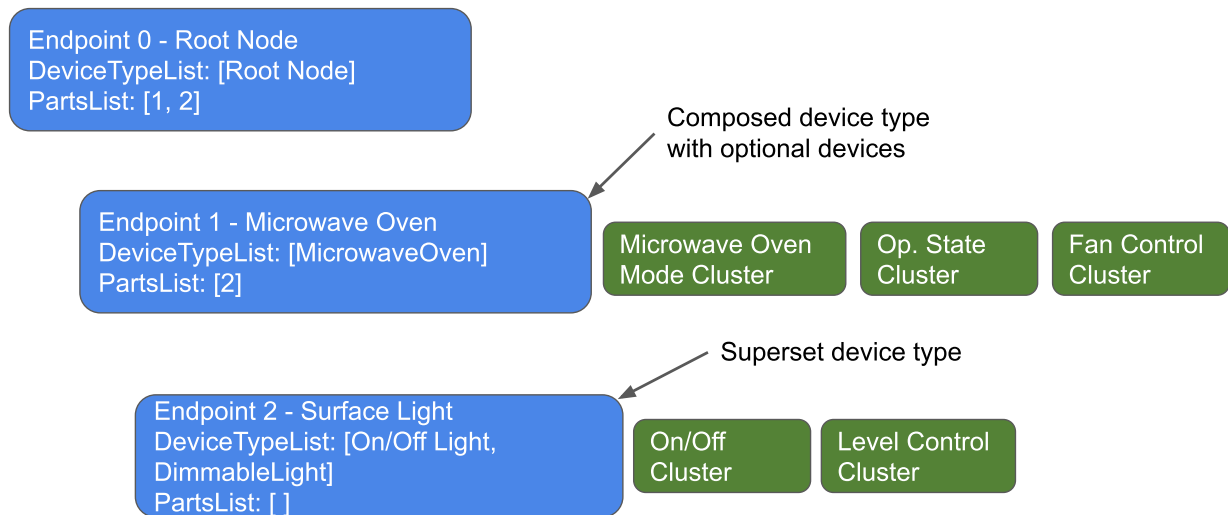 Endpoint 0 - Root Node
DeviceTypeList: [Root Node]
PartsList: [1, 2]
Composed device type
with optional devices
Endpoint 1 - Microwave Oven
DeviceTypeList: [MicrowaveOven]
PartsList: [2]
Microwave Oven
Mode Cluster
Op. State
Cluster
Fan Control
Cluster
Superset device type
Endpoint 2 - Surface Light
DeviceTypeList: [On/Off Light,
DimmableLight]
PartsList: [ ]
On/Off
Cluster
Level Control
Cluster